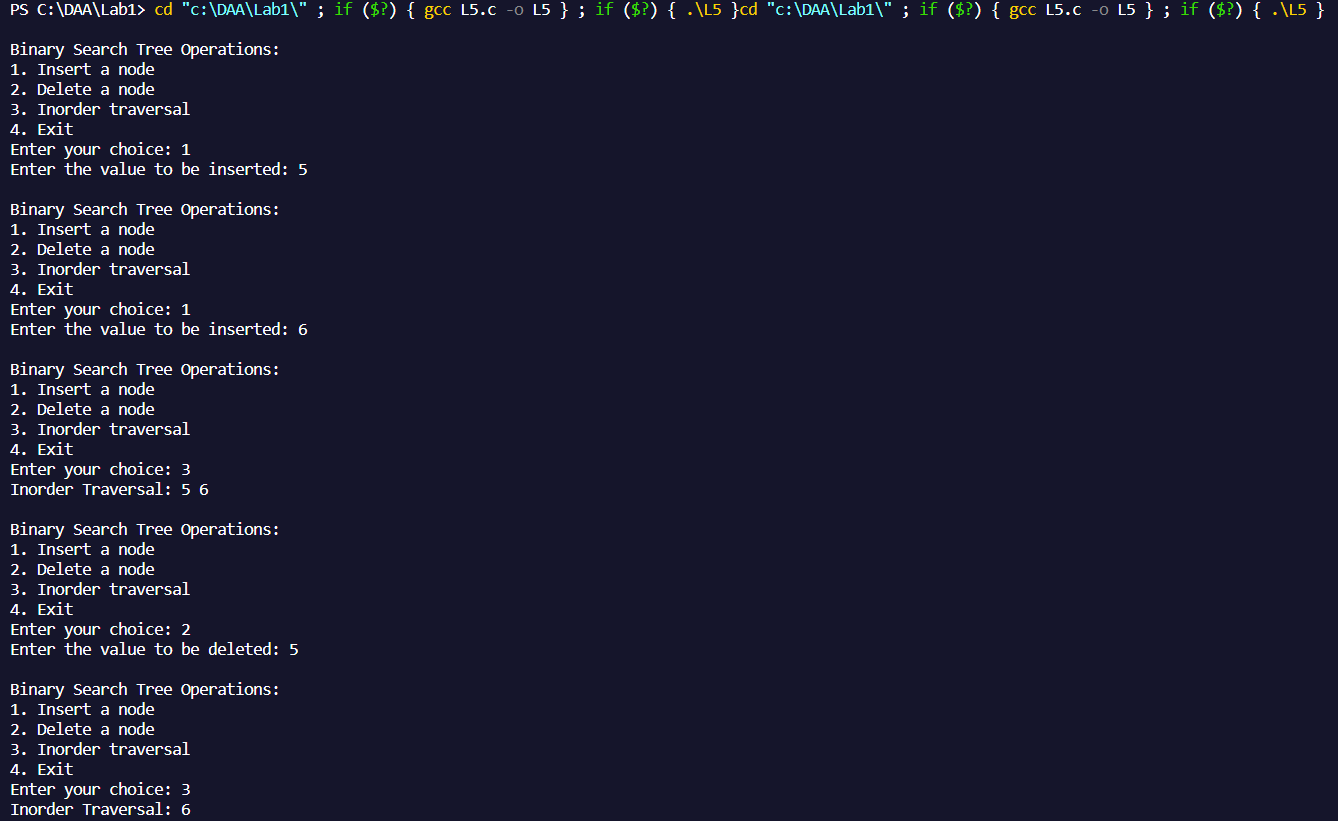 PS C:\DAA\Lab1> cd "c:\DAA\Lab1\" ; if ($?) { gcc L5.c -o L5 } ; if ($?) { .\L5 }cd "c:\DAA\Lab1\" ; if ($?) { gcc L5.c -o L5 } ; if ($?) { .\L5 }
Binary Search Tree Operations:
1. Insert a node
2. Delete a node
3. Inorder traversal
4. Exit
Enter your choice: 1
Enter the value to be inserted: 5
Binary Search Tree Operations:
1. Insert a node
2. Delete a node
3. Inorder traversal
4. Exit
Enter your choice: 1
Enter the value to be inserted: 6
Binary Search Tree Operations:
1. Insert a node
2. Delete a node
3. Inorder traversal
4. Exit
Enter your choice: 3
Inorder Traversal: 5 6
Binary Search Tree Operations:
1. Insert a node
2. Delete a node
3. Inorder traversal
4. Exit
Enter your choice: 2
Enter the value to be deleted: 5
Binary Search Tree Operations:
1. Insert a node
2. Delete a node
3. Inorder traversal
4. Exit
Enter your choice: 3
Inorder Traversal: 6